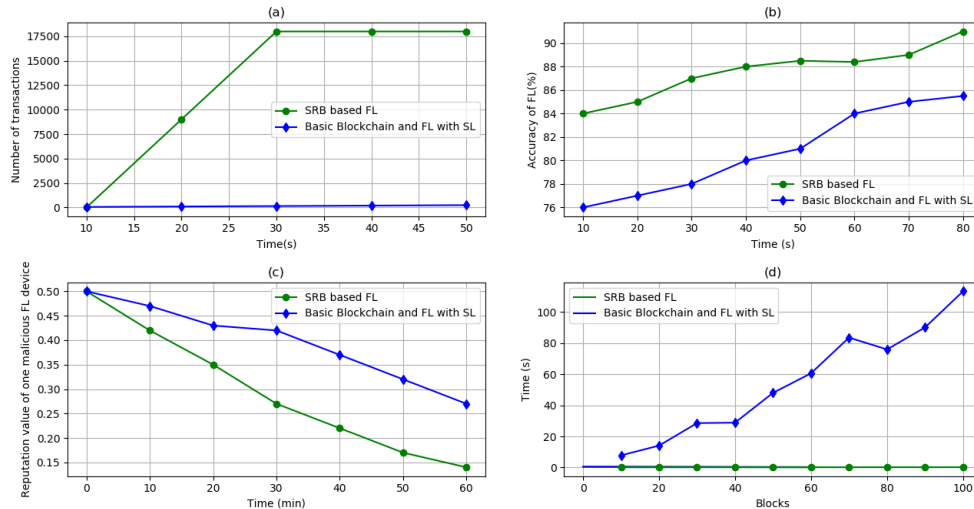 (a)
Number of transactions
17500
15000
12500
10000
7500
5000
2500
0
SRB based FL
Basic Blockchain and FL with SL
10 15 20 25 30 35 40 45 50
Time(s)
(b)
Accuracy of FL(%)
90
88
86
84
82
80
78
76
SRB based FL
Basic Blockchain and FL with SL
10 20 30 40 50 60 70 80
Time (s)
(c)
Reputation value of one malicious FL device
0.50
0.45
0.40
0.35
0.30
0.25
0.20
0.15
SRB based FL
Basic Blockchain and FL with SL
0 10 20 30 40 50 60
Time (min)
(d)
Time (s)
100
80
60
40
20
0
SRB based FL
Basic Blockchain and FL with SL
0 20 40 60 80 100
Blocks